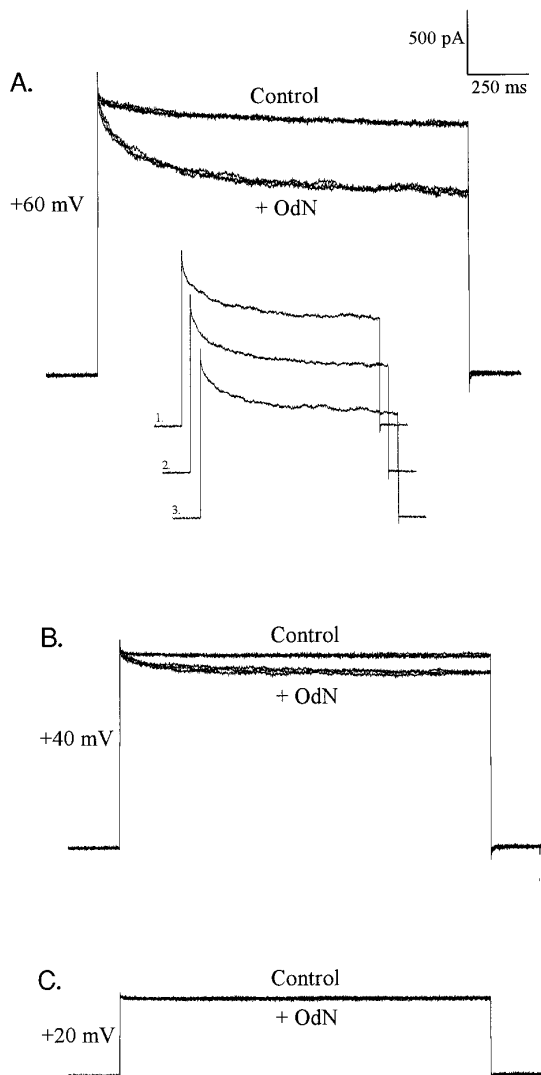 500 pA
250 ms
A.
Control
+60 mV
+ OdN
1.
2.
3.
B.
Control
+ OdN
+40 mV
C.
Control
+ OdN
+20 mV